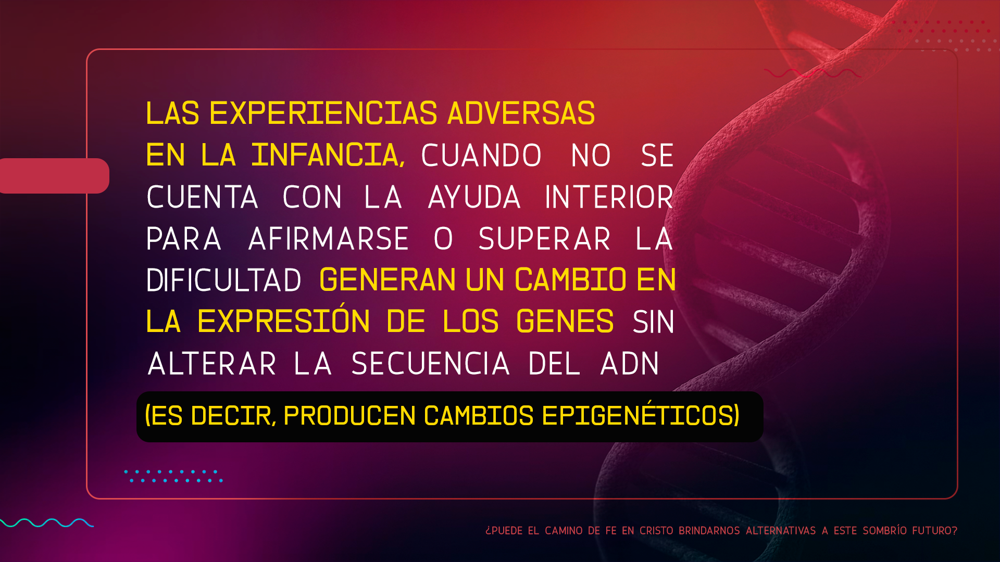 LAS EXPERIENCIAS ADVERSAS
EN LA INFANCIA, CUANDO NO SE
CUENTA CON LA AYUDA INTERIOR
PARA AFIRMARSE O SUPERAR LA
DIFICULTAD GENERAN UN CAMBIO EN
LA EXPRESIÓN DE LOS GENES SIN
ALTERAR LA SECUENCIA DEL ADN
(ES DECIR, PRODUCEN CAMBIOS EPIGENÉTICOS)
¿PUEDE EL CAMINO DE FE EN CRISTO BRINDARNOS ALTERNATIVAS A ESTE SOMBRÍO FUTURO?